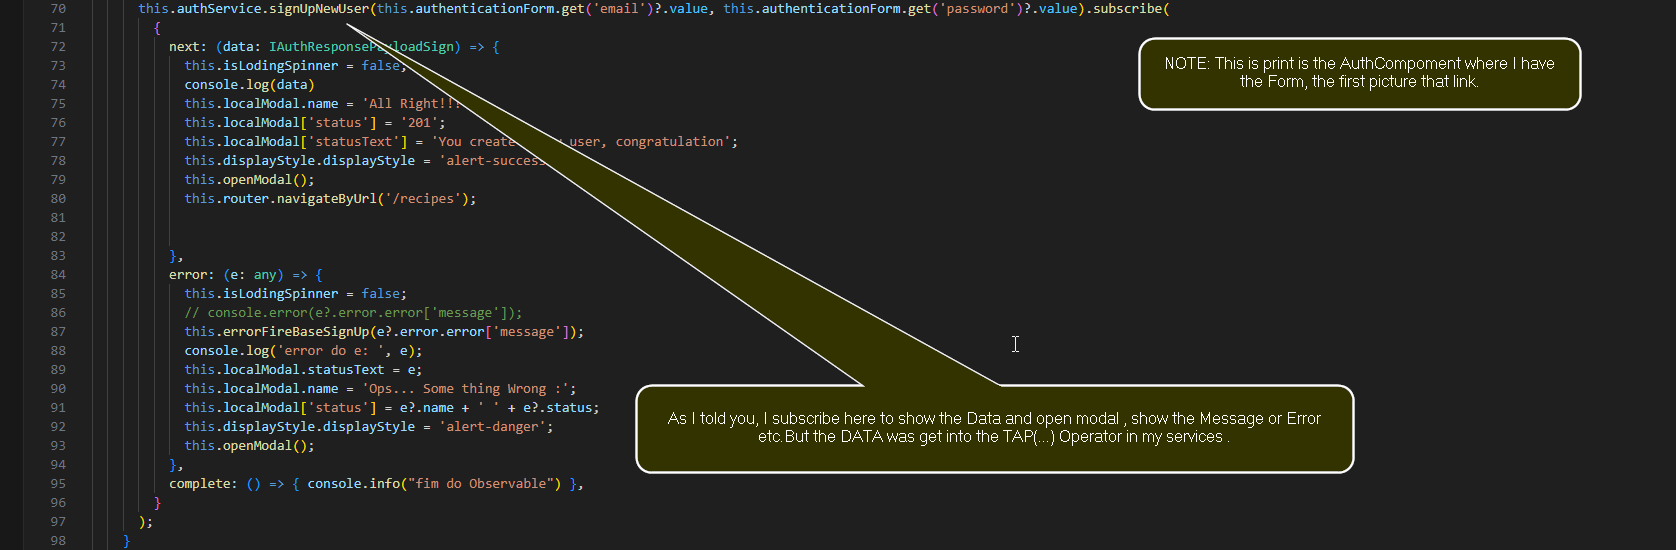 70 this.authService.signUpNewUser(this.authenticationForm.get('email')?.value, this.authenticationForm.get('password')?.value).subscribe(
71 {
72 next: (data: IAuthResponsePayloadSign) => {
73 this.isLodingSpinner = false;
74 console.log(data)
75 this.localModal.name = 'All Right!!!
76 this.localModal['status'] = '201';
77 this.localModal['statusText'] = 'You create user, congratulation';
78 this.displayStyle.displayStyle = 'alert-success
79 this.openModal();
80 this.router.navigateByUrl('/recipes');
81
82
83 },
84 error: (e: any) => {
85 this.isLodingSpinner = false;
86 // console.error(e?.error.error['message']);
87 this.errorFireBaseSignUp(e?.error.error['message']);
88 console.log('error do e: ', e);
89 this.localModal.statusText = e;
90 this.localModal.name = 'Ops... Some thing Wrong :';
91 this.localModal['status'] = e?.name + ' ' + e?.status;
92 this.displayStyle.displayStyle = 'alert-danger';
93 this.openModal();
94 },
95 complete: () => { console.info("fim do Observable") },
96 }
97 );
98 }
NOTE: This is print is the AuthCompoment where I have
the Form, the first picture that link.
As I told you, I subscribe here to show the Data and open modal , show the Message or Error
etc.But the DATA was get into the TAP(...) Operator in my services .